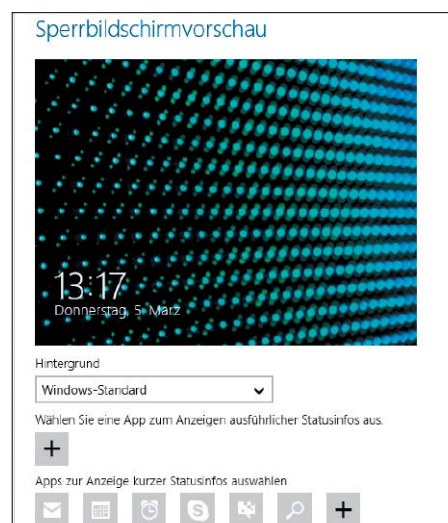 Sperrbildschirmvorschau
13:17
Donnerstag, 5. März
Hintergrund
Windows-Standard
Wählen Sie eine App zum Anzeigen ausführlicher Statusinfos aus.
Apps zur Anzeige kurzer Statusinfos auswählen